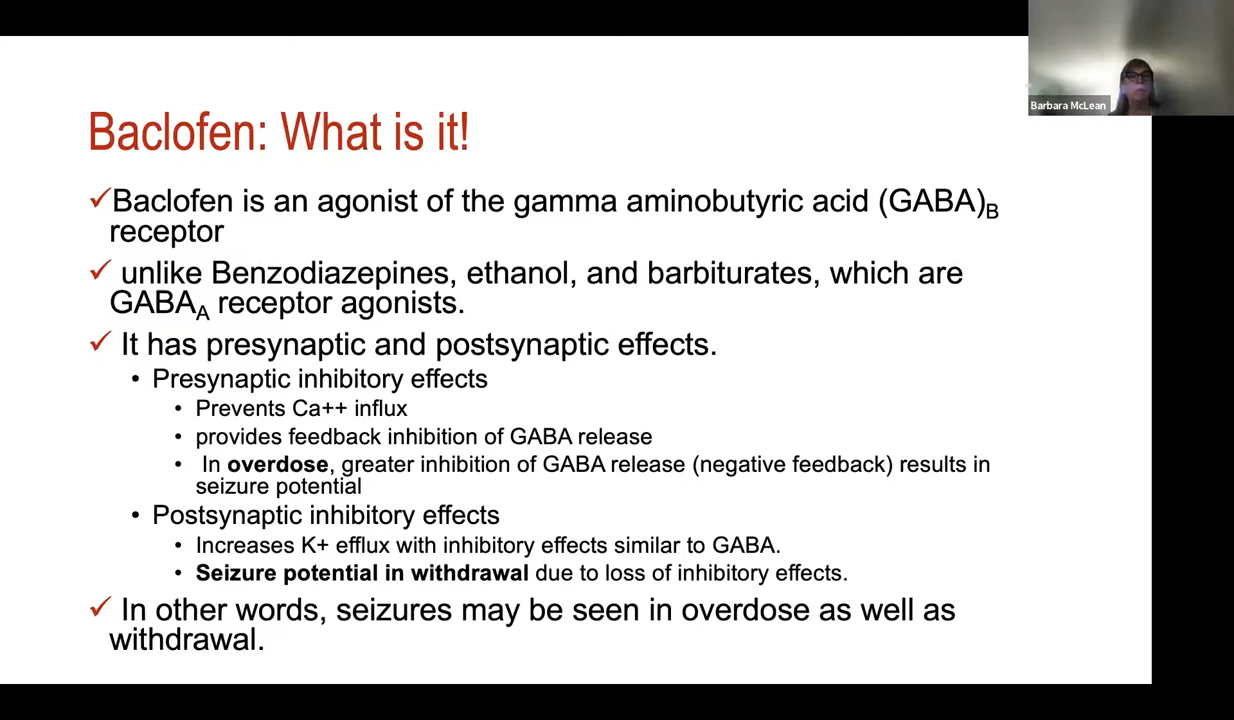 Barbara McLean
Baclofen: What is it!
✓Baclofen is an agonist of the gamma aminobutyric acid (GABA)B
receptor
✓ unlike Benzodiazepines, ethanol, and barbiturates, which are
GABAA receptor agonists.
✓ It has presynaptic and postsynaptic effects.
• Presynaptic inhibitory effects
• Prevents Ca++ influx
• provides feedback inhibition of GABA release
• In overdose, greater inhibition of GABA release (negative feedback) results in
seizure potential
• Postsynaptic inhibitory effects
• Increases K+ efflux with inhibitory effects similar to GABA.
• Seizure potential in withdrawal due to loss of inhibitory effects.
✓ In other words, seizures may be seen in overdose as well as
withdrawal.